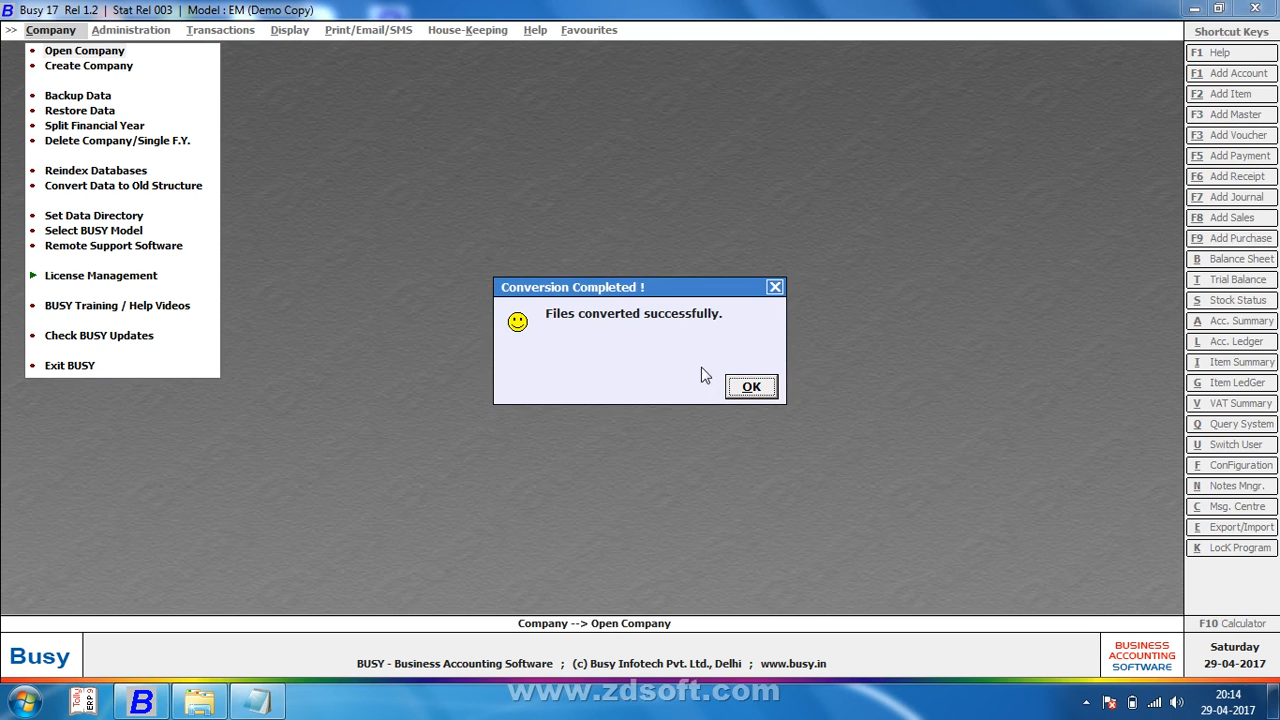 Busy 17 Rel 1.2 | Stat Rel 003 | Model : EM (Demo Copy)
>> Company Administration Transactions Display Print/Email/SMS House-Keeping Help Favourites
Open Company
Create Company
Backup Data
Restore Data
Split Financial Year
Delete Company/Single F.Y.
Reindex Databases
Convert Data to Old Structure
Set Data Directory
Select BUSY Model
Remote Support Software
License Management
BUSY Training / Help Videos
Check BUSY Updates
Exit BUSY
Conversion Completed !
Files converted successfully.
OK
Shortcut Keys
F1 Help
F1 Add Account
F2 Add Item
F3 Add Master
F3 Add Voucher
F5 Add Payment
F6 Add Receipt
F7 Add Journal
F8 Add Sales
F9 Add Purchase
B Balance Sheet
T Trial Balance
S Stock Status
A Acc. Summary
L Acc. Ledger
I Item Summary
G Item LedGer
V VAT Summary
Q Query System
U Switch User
F ConFiguration
N Notes Mngr.
C Msg. Centre
E Export/Import
K LocK Program
F10 Calculator
Company --> Open Company
Busy
BUSY - Business Accounting Software ; (c) Busy Infotech Pvt. Ltd., Delhi ; www.busy.in
BUSINESS
ACCOUNTING
SOFTWARE
Saturday
29-04-2017
Tally
ERP 9
B
www.zdsoft.com
20:14
29-04-2017